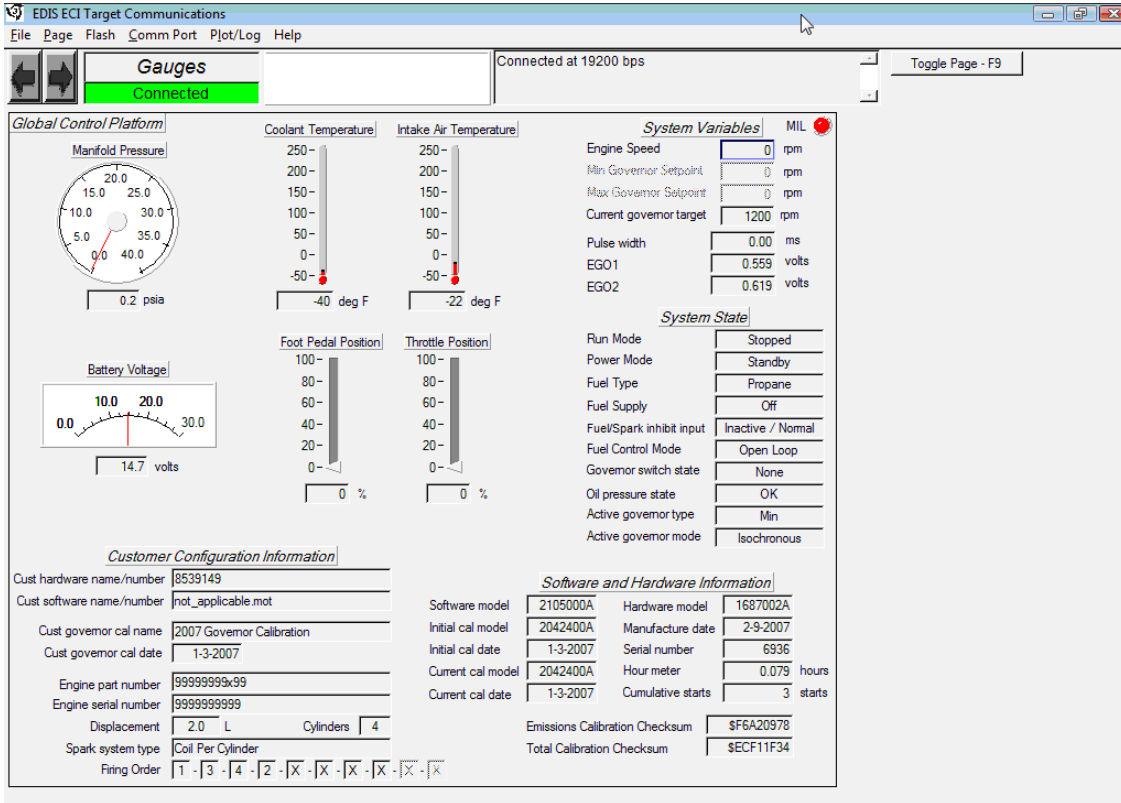 EDIS ECI Target Communications
File Page Flash Comm Port Plot/Log Help
Gauges
Connected
Connected at 19200 bps
Toggle Page - F9
Global Control Platform
Manifold Pressure
0.0 5.0 10.0 15.0 20.0 25.0 30.0 35.0 40.0
0.2 psia
Battery Voltage
0.0 10.0 20.0 30.0
14.7 volts
Coolant Temperature
250
200
150
100
50
0
-50
-40 deg F
Intake Air Temperature
250
200
150
100
50
0
-50
-22 deg F
Foot Pedal Position
100
80
60
40
20
0
0 %
Throttle Position
100
80
60
40
20
0
0 %
System Variables MIL
Engine Speed 0 rpm
Min Governor Setpoint 0 rpm
Max Governor Setpoint 0 rpm
Current governor target 1200 rpm
Pulse width 0.00 ms
EGO1 0.559 volts
EGO2 0.619 volts
System State
Run Mode Stopped
Power Mode Standby
Fuel Type Propane
Fuel Supply Off
Fuel/Spark inhibit input Inactive / Normal
Fuel Control Mode Open Loop
Governor switch state None
Oil pressure state OK
Active governor type Min
Active governor mode Isochronous
Customer Configuration Information
Cust hardware name/number 8539149
Cust software name/number not_applicable.mot
Cust governor cal name 2007 Governor Calibration
Cust governor cal date 1-3-2007
Engine part number 99999999x99
Engine serial number 9999999999
Displacement 2.0 L Cylinders 4
Spark system type Coil Per Cylinder
Firing Order 1 - 3 - 4 - 2 - X - X - X - X - X - X
Software and Hardware Information
Software model 2105000A Hardware model 1687002A
Initial cal model 2042400A Manufacture date 2-9-2007
Initial cal date 1-3-2007 Serial number 6936
Current cal model 2042400A Hour meter 0.079 hours
Current cal date 1-3-2007 Cumulative starts 3 starts
Emissions Calibration Checksum $F6A20978
Total Calibration Checksum $ECF11F34